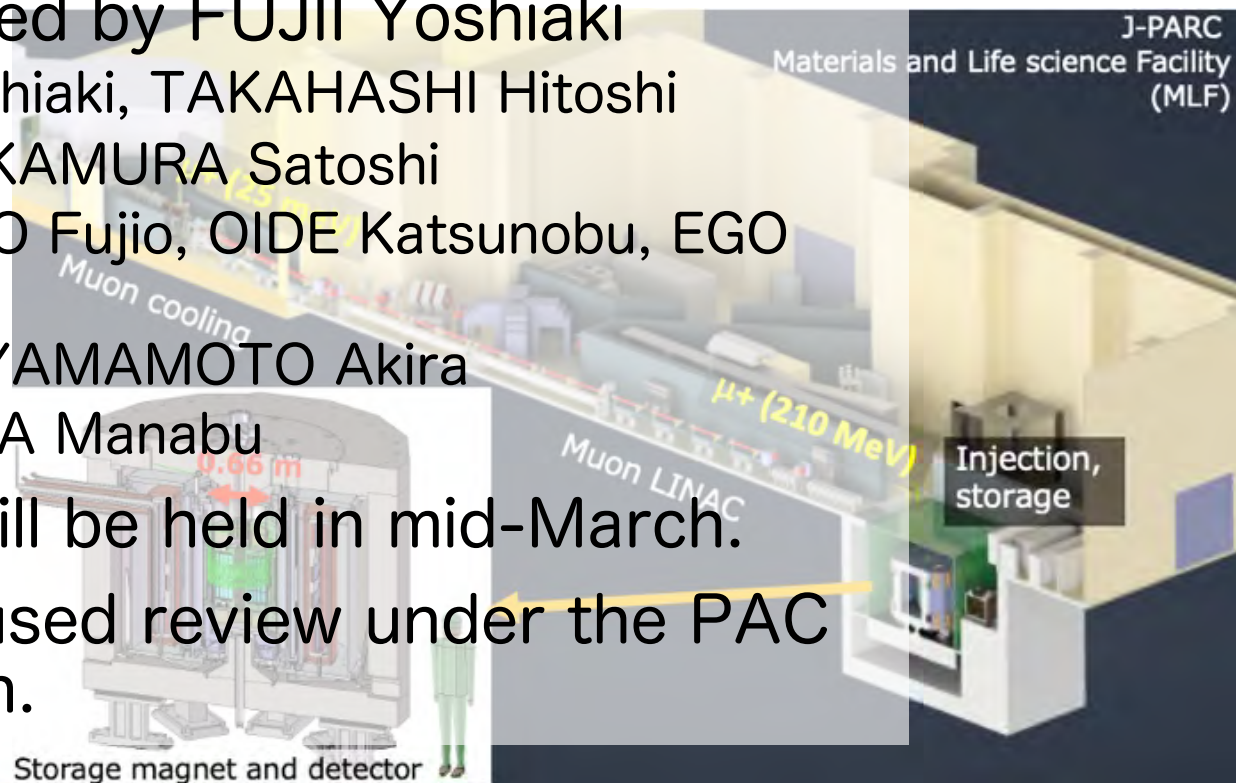 ed by FUJII Yoshiaki
hiaki, TAKAHASHI Hitoshi
KAMURA Satoshi
O Fujio, OIDE Katsunobu, EGO
YAMAMOTO Akira
A Manabu
ill be held in mid-March.
used review under the PAC
n.
J-PARC
Materials and Life science Facility
(MLF)
μ+ (25 meV)
Muon cooling
μ+ (210 MeV)
Muon LINAC
Injection,
storage
0.66 m
Storage magnet and detector